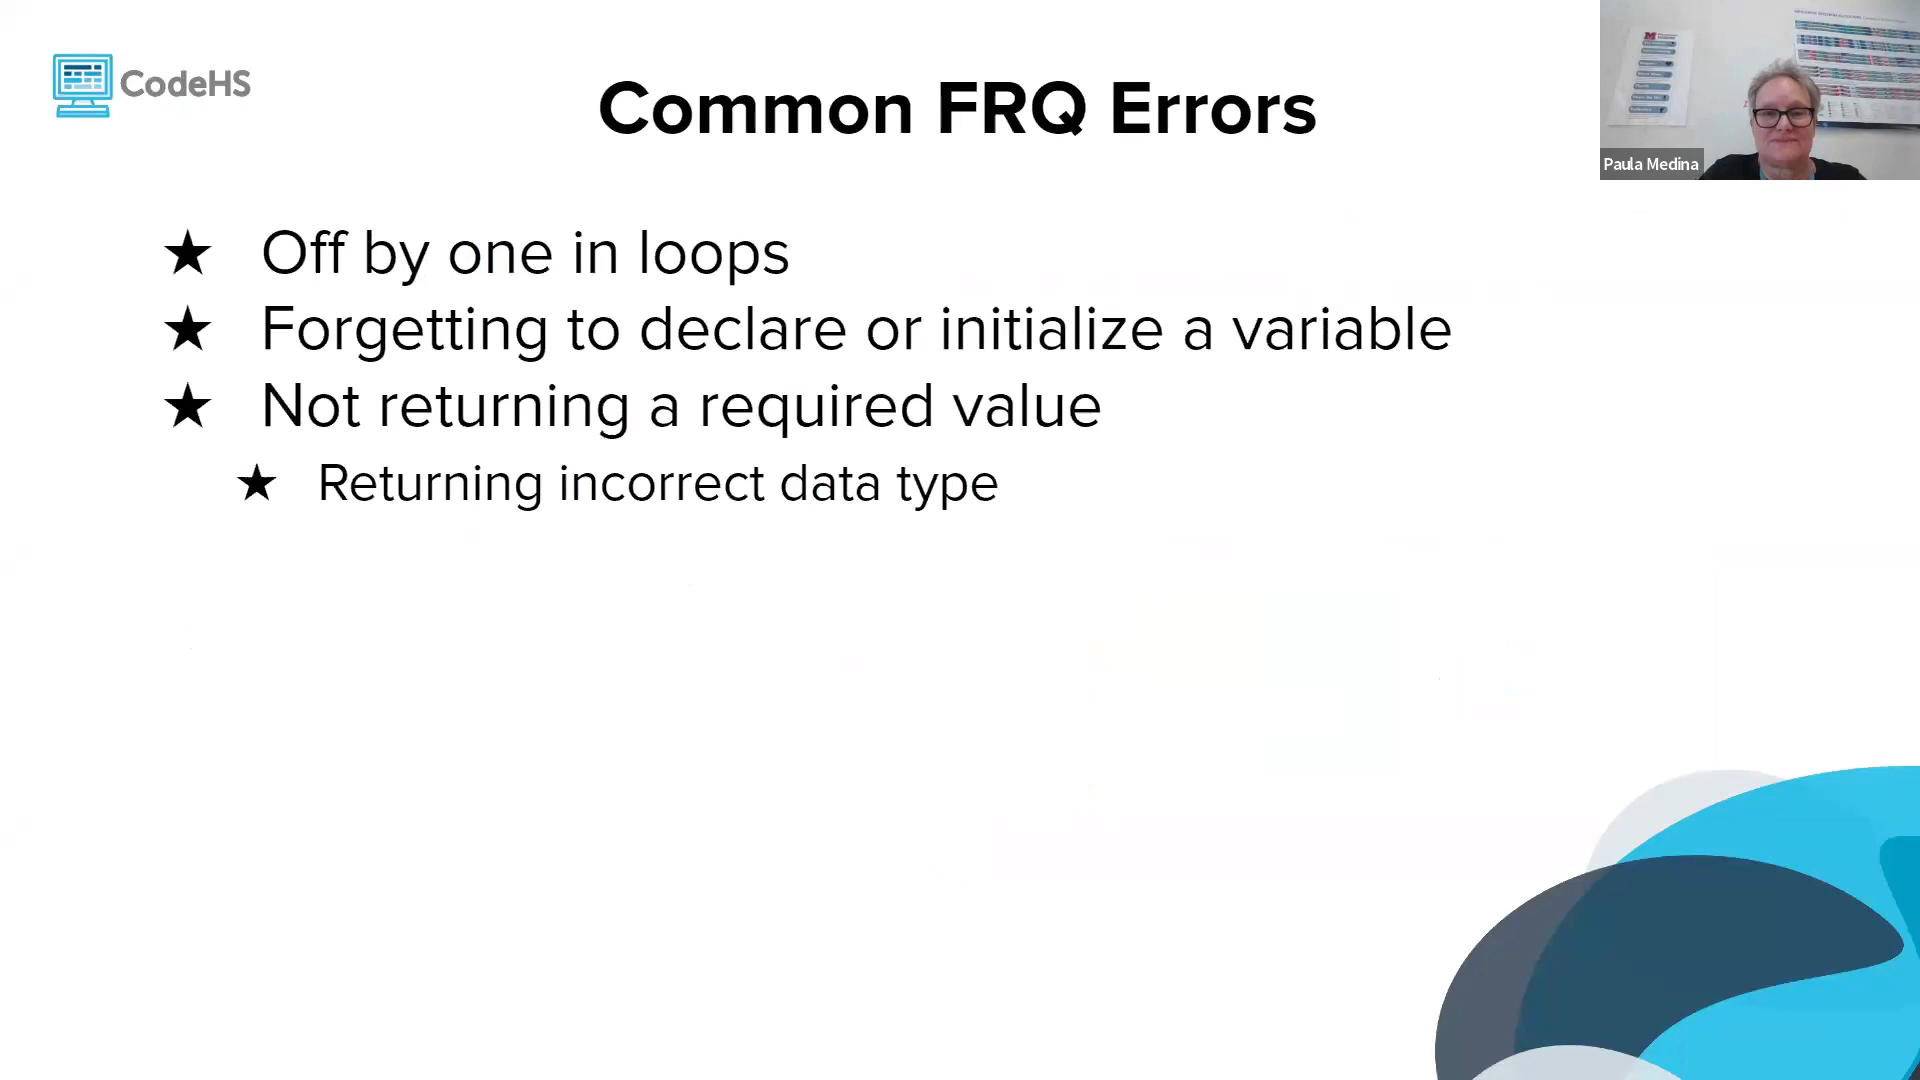 CodeHS
Common FRQ Errors
Paula Medina
★ Off by one in loops
★ Forgetting to declare or initialize a variable
★ Not returning a required value
★ Returning incorrect data type